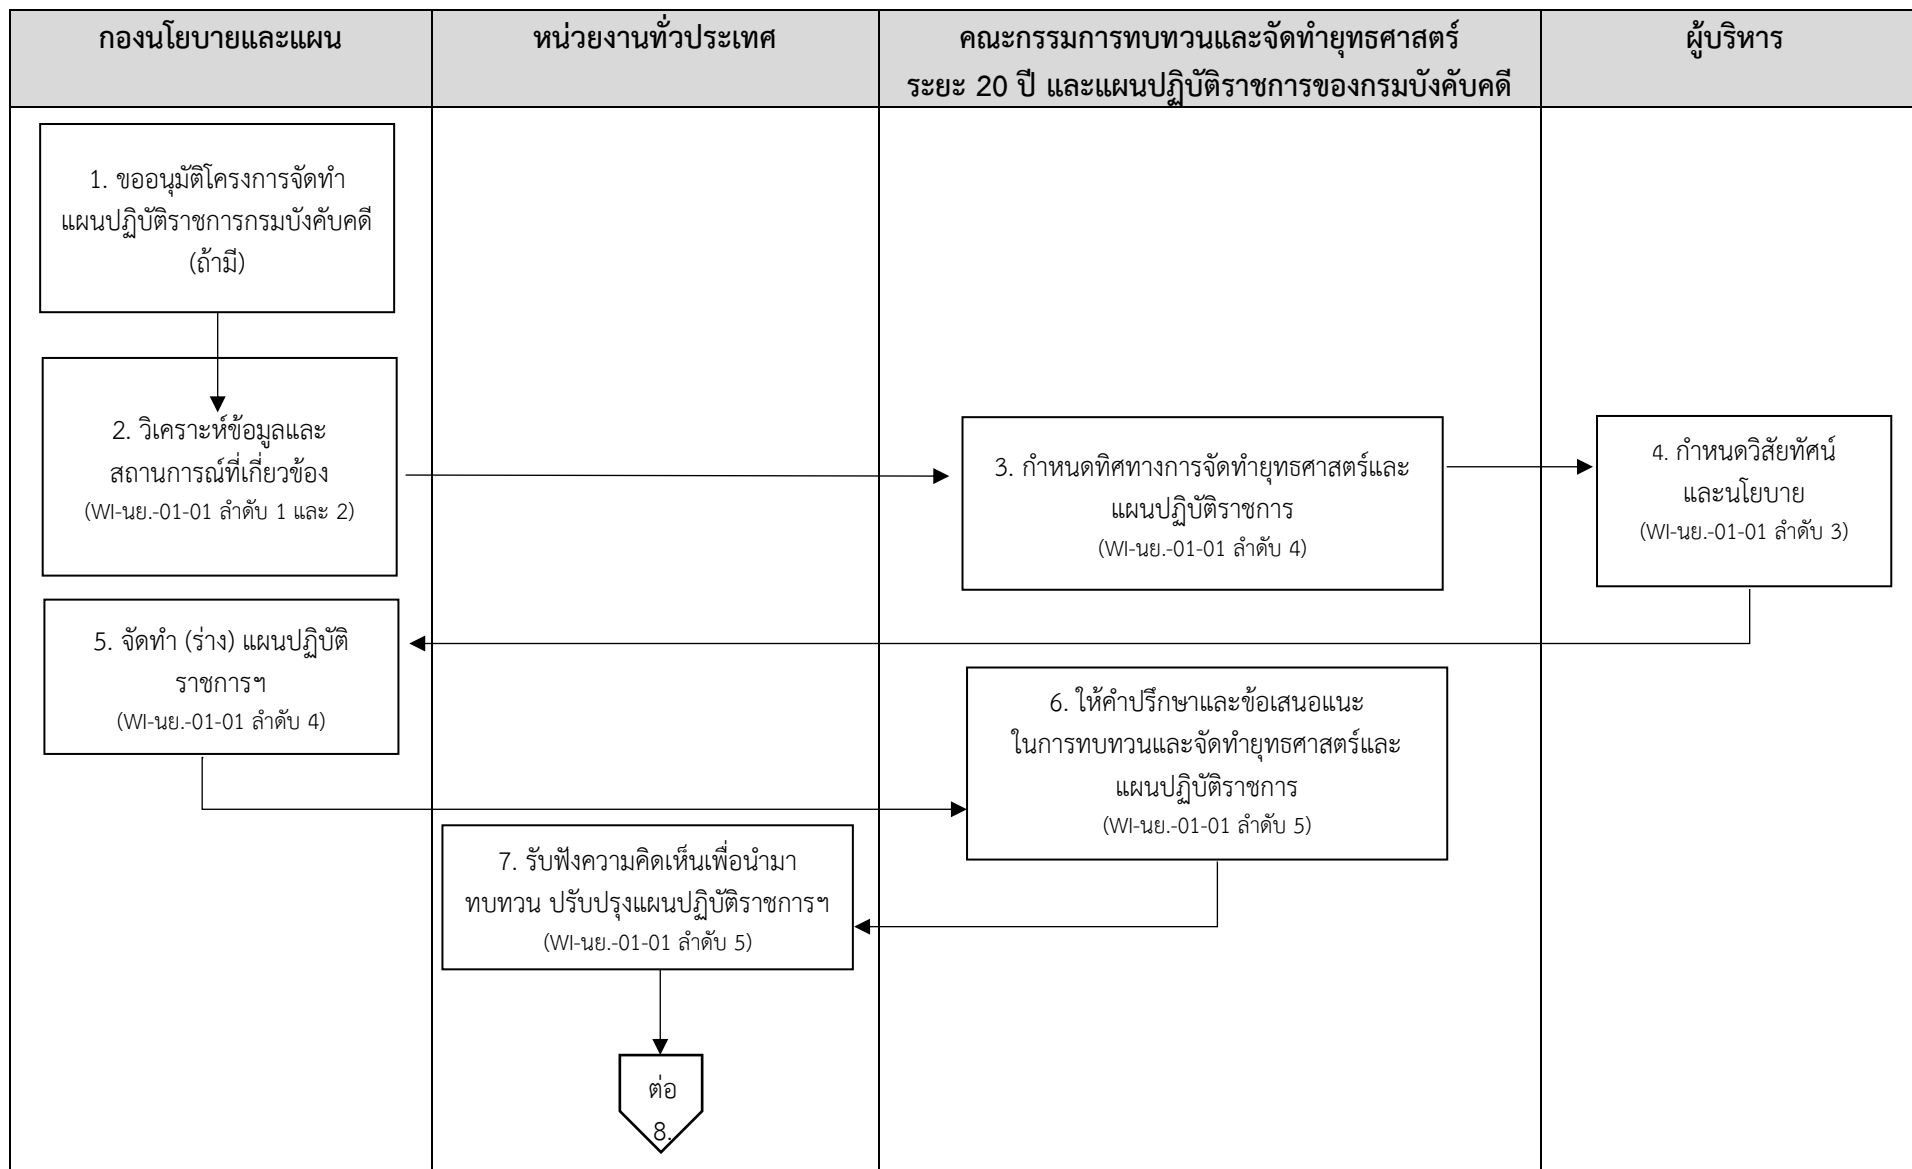 กองนโยบายและแผน
หน่วยงานทั่วประเทศ
คณะกรรมการทบทวนและจัดทำยุทธศาสตร์
ระยะ 20 ปี และแผนปฏิบัติราชการของกรมบังคับคดี
ผู้บริหาร
1. ขออนุมัติโครงการจัดทำ
แผนปฏิบัติราชการกรมบังคับคดี
(ถ้ามี)
2. วิเคราะห์ข้อมูลและ
สถานการณ์ที่เกี่ยวข้อง
(WI-นย.-01-01 ลำดับ 1 และ 2)
3. กำหนดทิศทางการจัดทำยุทธศาสตร์และ
แผนปฏิบัติราชการ
(WI-นย.-01-01 ลำดับ 4)
4. กำหนดวิสัยทัศน์
และนโยบาย
(WI-นย.-01-01 ลำดับ 3)
5. จัดทำ (ร่าง) แผนปฏิบัติ
ราชการฯ
(WI-นย.-01-01 ลำดับ 4)
6. ให้คำปรึกษาและข้อเสนอแนะ
ในการทบทวนและจัดทำยุทธศาสตร์และ
แผนปฏิบัติราชการ
(WI-นย.-01-01 ลำดับ 5)
7. รับฟังความคิดเห็นเพื่อนำมา
ทบทวน ปรับปรุงแผนปฏิบัติราชการฯ
(WI-นย.-01-01 ลำดับ 5)
ต่อ
8.